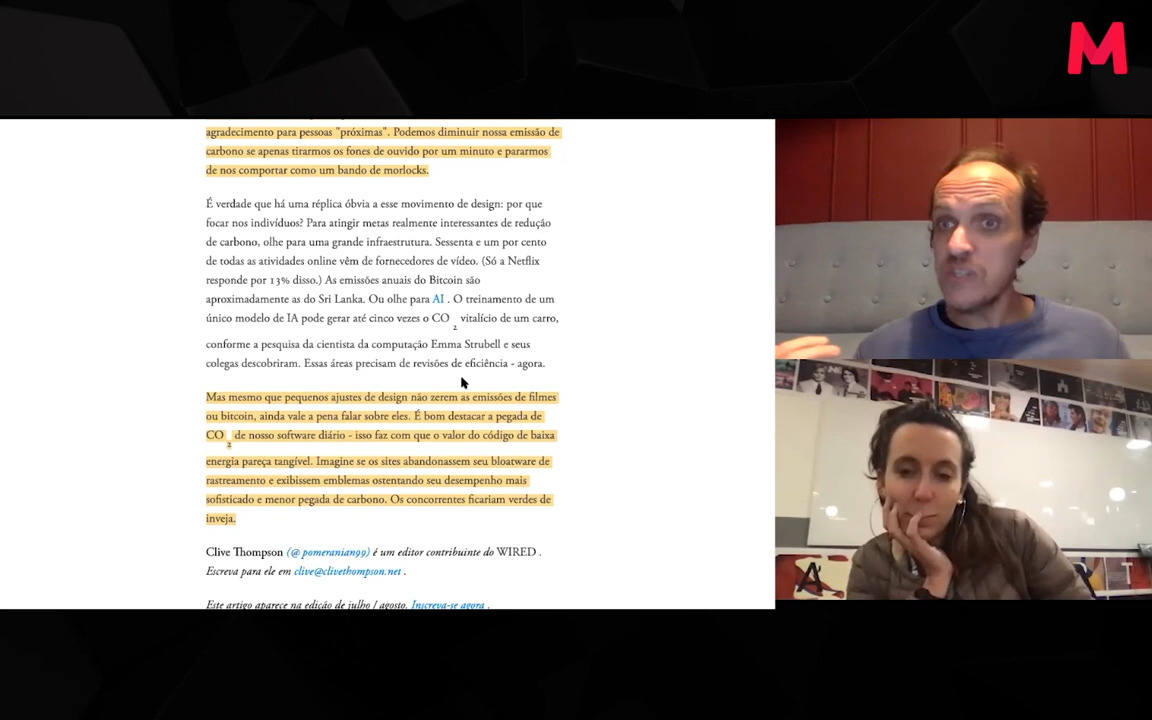 M
agradecimento para pessoas "próximas". Podemos diminuir nossa emissão de
carbono se apenas tirarmos os fones de ouvido por um minuto e pararmos
de nos comportar como um bando de morlocks.
É verdade que há uma réplica óbvia a esse movimento de design: por que
focar nos indivíduos? Para atingir metas realmente interessantes de redução
de carbono, olhe para uma grande infraestrutura. Sessenta e um por cento
de todas as atividades online vêm de fornecedores de vídeo. (Só a Netflix
responde por 13% disso.) As emissões anuais do Bitcoin são
aproximadamente as do Sri Lanka. Ou olhe para AI . O treinamento de um
único modelo de IA pode gerar até cinco vezes o CO 2 vitalício de um carro,
conforme a pesquisa da cientista da computação Emma Strubell e seus
colegas descobriram. Essas áreas precisam de revisões de eficiência - agora.
Mas mesmo que pequenos ajustes de design não zerem as emissões de filmes
ou bitcoin, ainda vale a pena falar sobre eles. É bom destacar a pegada de
CO 2 de nosso software diário - isso faz com que o valor do código de baixa
energia pareça tangível. Imagine se os sites abandonassem seu bloatware de
rastreamento e exibissem emblemas ostentando seu desempenho mais
sofisticado e menor pegada de carbono. Os concorrentes ficariam verdes de
inveja.
Clive Thompson (@ pomeranian99) é um editor contribuinte do WIRED .
Escreva para ele em clive@clivethompson.net .
Este artigo aparece na edição de julho / agosto. Inscreva-se agora .
A
T